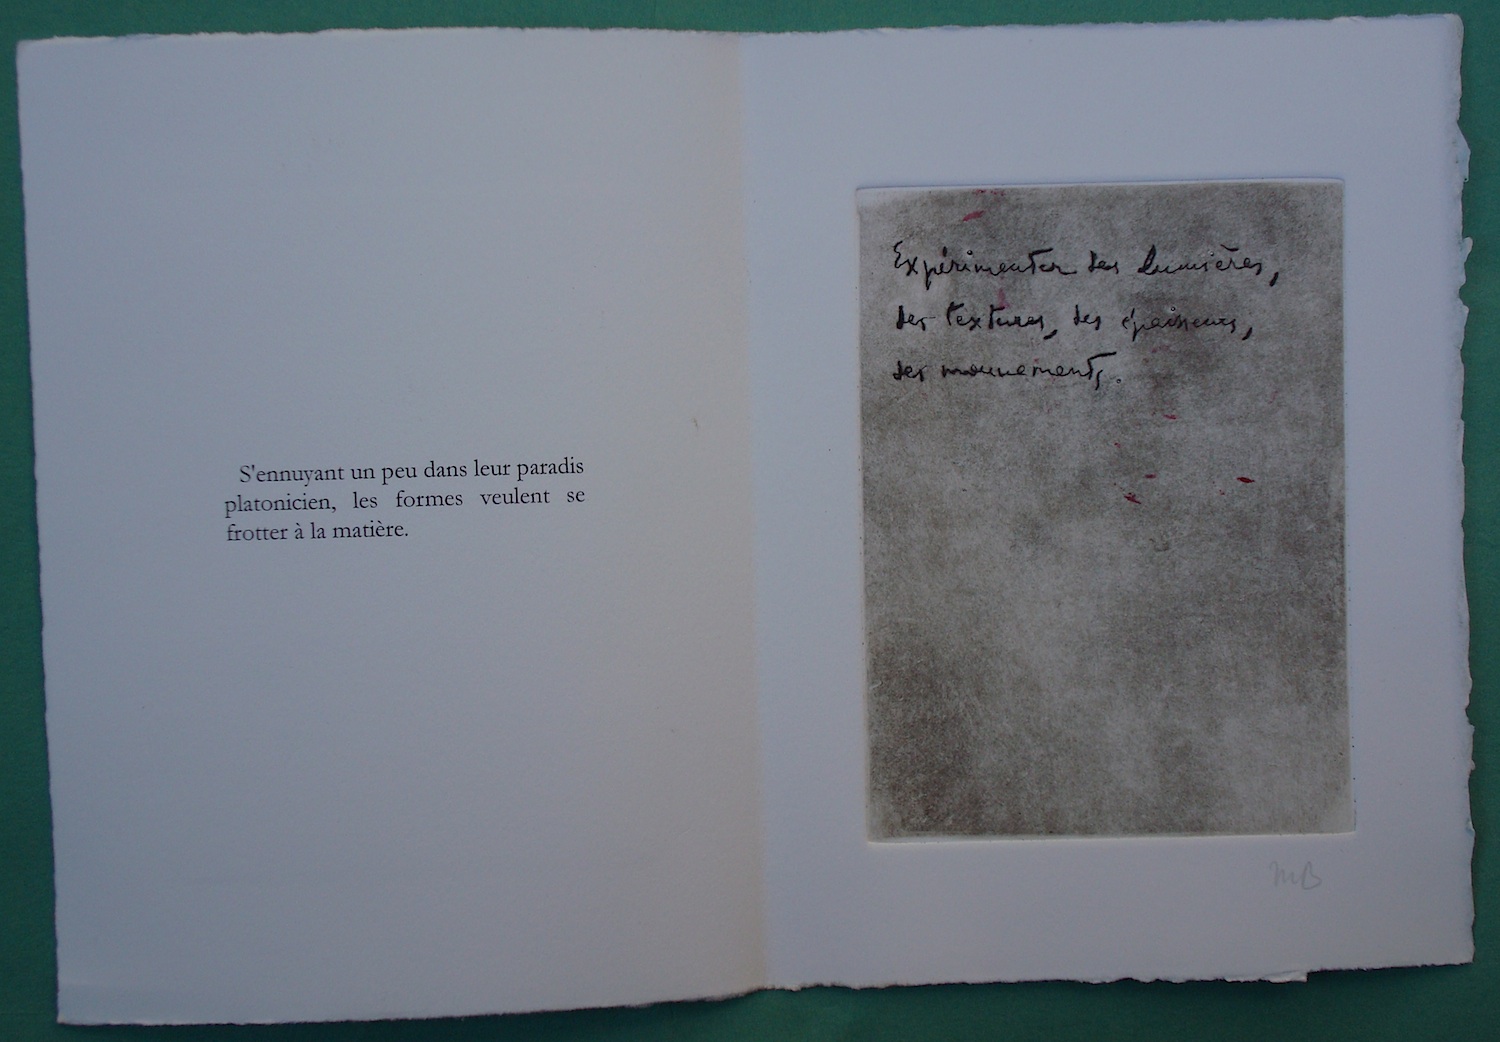 S'ennuyant un peu dans leur paradis
platonicien, les formes veulent se
frotter à la matière.
Expérimenter des lumières,
des textures, des épaisseurs,
des mouvements.
MB